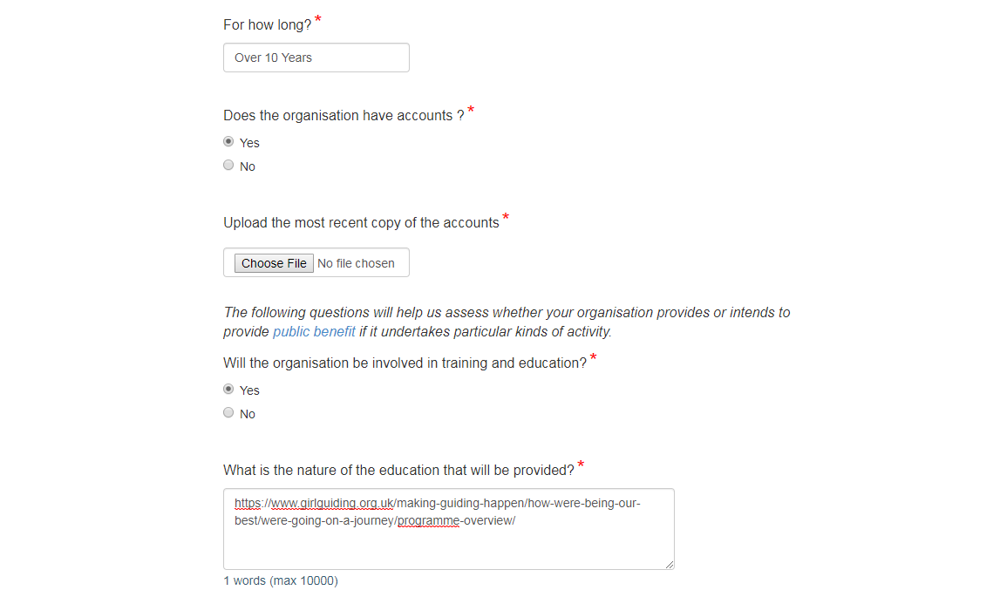 For how long? *
Over 10 Years
Does the organisation have accounts ? *
Yes
No
Upload the most recent copy of the accounts *
Choose File No file chosen
The following questions will help us assess whether your organisation provides or intends to
provide public benefit if it undertakes particular kinds of activity.
Will the organisation be involved in training and education? *
Yes
No
What is the nature of the education that will be provided? *
https://www.girlguiding.org.uk/making-guiding-happen/how-were-being-our-
best/were-going-on-a-journey/programme-overview/
1 words (max 10000)